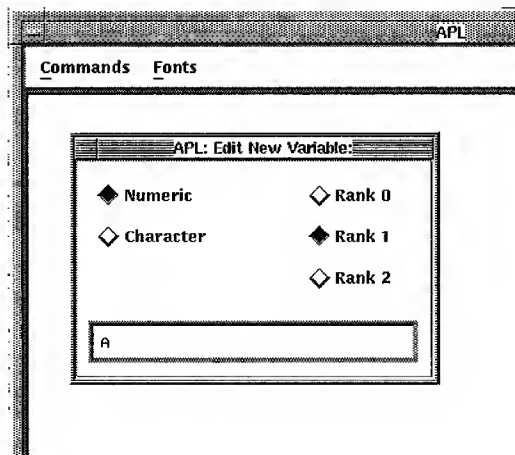 APL
Commands Fonts
APL: Edit New Variable:
Numeric Rank 0
Character Rank 1
Rank 2
A